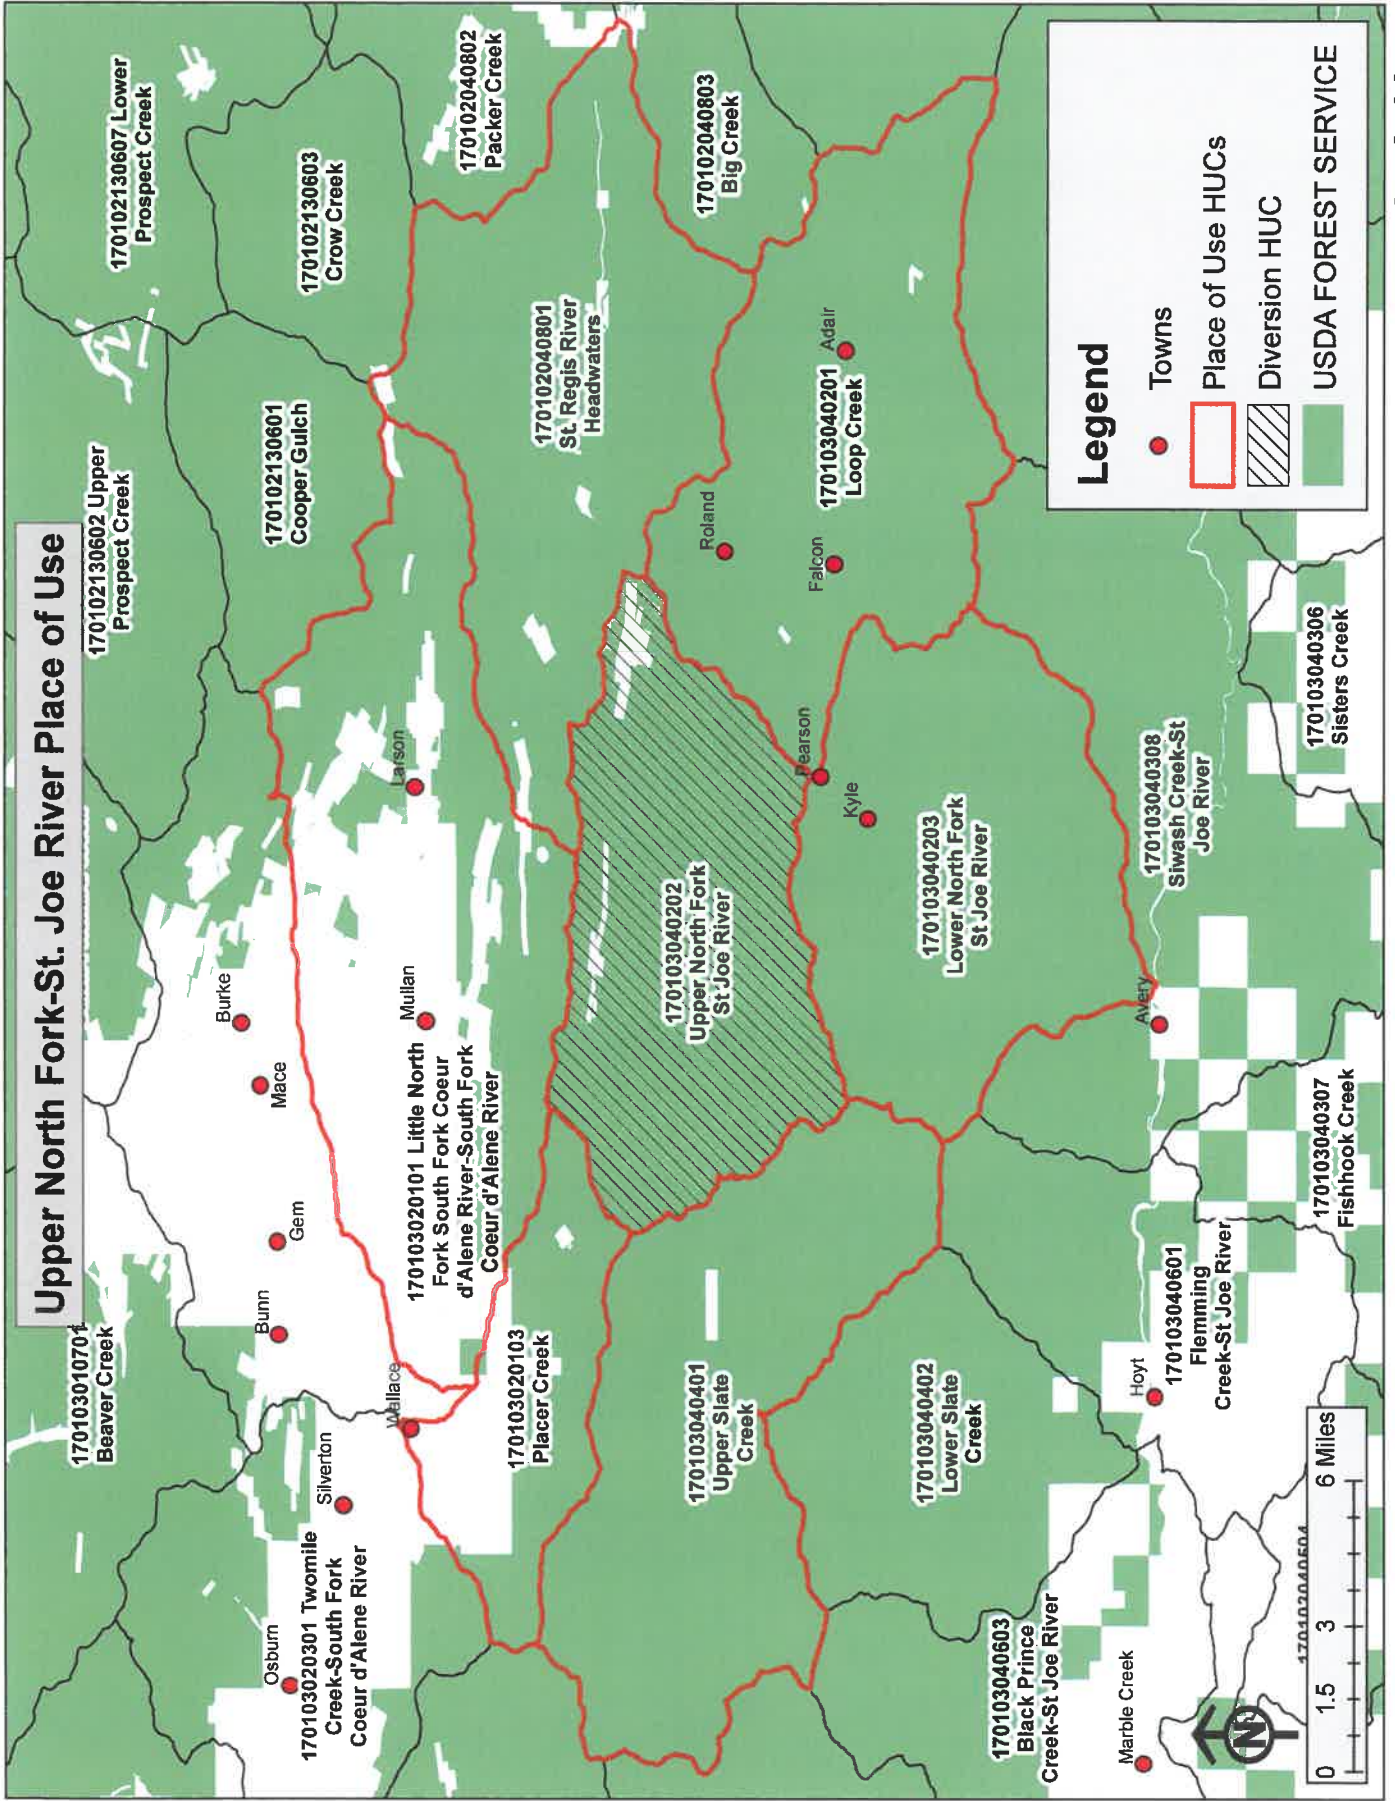 Upper North Fork-St. Joe River Place of Use
170103010701
Beaver Creek
170102130602 Upper
Prospect Creek
170102130607 Lower
Prospect Creek
Osburn
Bunn
Gem
Mace
Burke
170102130601
Cooper Gulch
170102130603
Crow Creek
170103020301 Twomile
Creek-South Fork
Coeur d'Alene River
Silverton
Wallace
Mullan
Larson
170103020101 Little North
Fork South Fork Coeur
d'Alene River-South Fork
Coeur d'Alene River
170102040802
Packer Creek
170103020103
Placer Creek
170102040801
St. Regis River
Headwaters
170103040401
Upper Slate
Creek
170103040202
Upper North Fork
St Joe River
Roland
170102040803
Big Creek
Pearson
Falcon
Adair
Kyle
170103040201
Loop Creek
170103040402
Lower Slate
Creek
170103040203
Lower North Fork
St Joe River
170103040603
Black Prince
Creek-St Joe River
Marble Creek
Hoyt
Avery
170103040601
Flemming
Creek-St Joe River
170103040308
Siwash Creek-St
Joe River
170103040307
Fishhook Creek
170103040306
Sisters Creek
N
0 1.5 3 6 Miles
Legend
Towns
Place of Use HUCs
Diversion HUC
USDA FOREST SERVICE